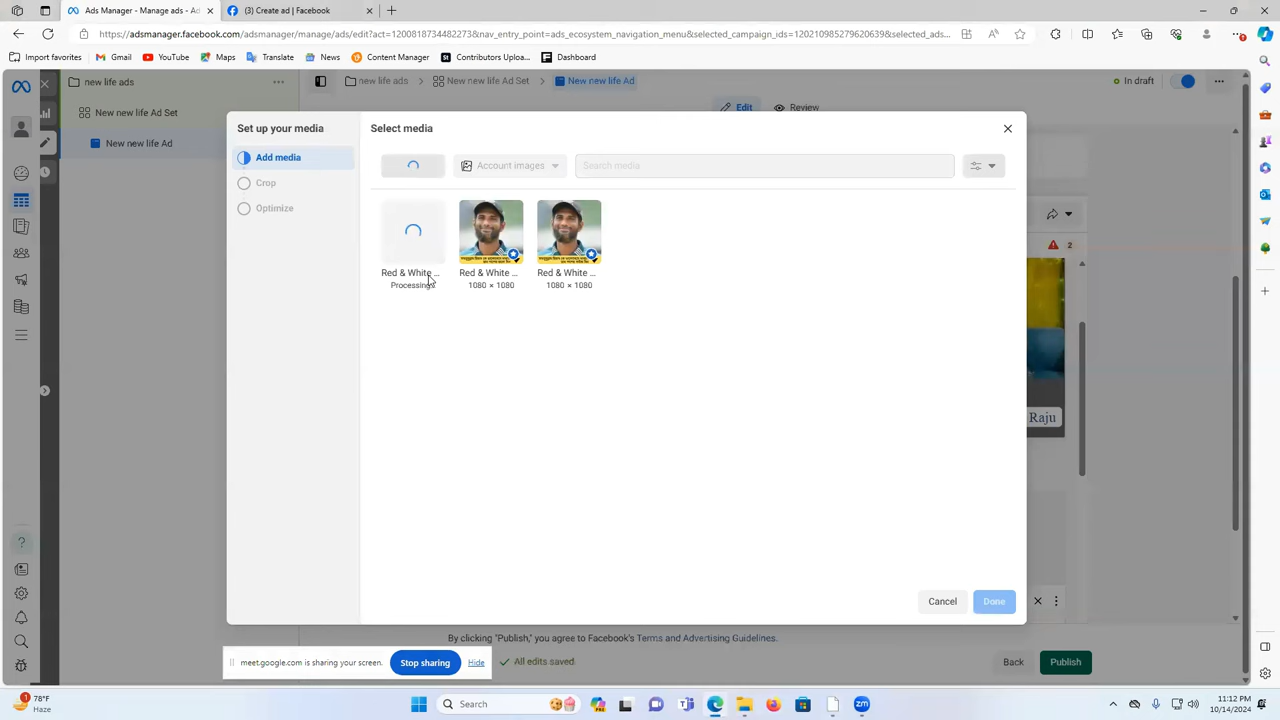 Ads Manager - Manage ads - Ad
(3) Create ad | Facebook
https://adsmanager.facebook.com/adsmanager/manage/ads/edit?act=1200818734482273&nav_entry_point=ads_ecosystem_navigation_menu&selected_campaign_ids=120210985279620639&selected_ads...
Import favorites
Gmail
YouTube
Maps
Translate
News
Content Manager
Contributors Uploa...
Dashboard
new life ads
new life ads
New new life Ad Set
New new life Ad
In draft
New new life Ad Set
New new life Ad
Edit
Review
Set up your media
Add media
Crop
Optimize
Select media
Account images
Search media
Red & White ...
Processing
Red & White ...
1080 × 1080
Red & White ...
1080 × 1080
2
Raju
Cancel
Done
By clicking "Publish," you agree to Facebook's Terms and Advertising Guidelines.
All edits saved
Back
Publish
meet.google.com is sharing your screen.
Stop sharing
Hide
1
78°F
Haze
Search
11:12 PM
10/14/2024